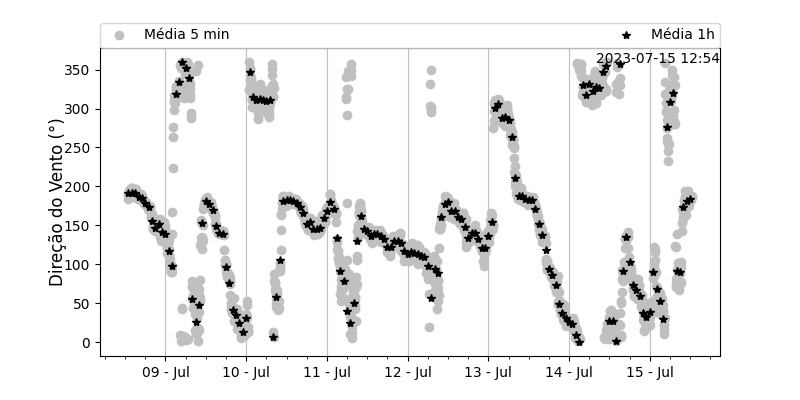 Média 5 min
Média 1h
2023-07-15 12:54
Direção do Vento (°)
350
300
250
200
150
100
50
0
09 - Jul
10 - Jul
11 - Jul
12 - Jul
13 - Jul
14 - Jul
15 - Jul